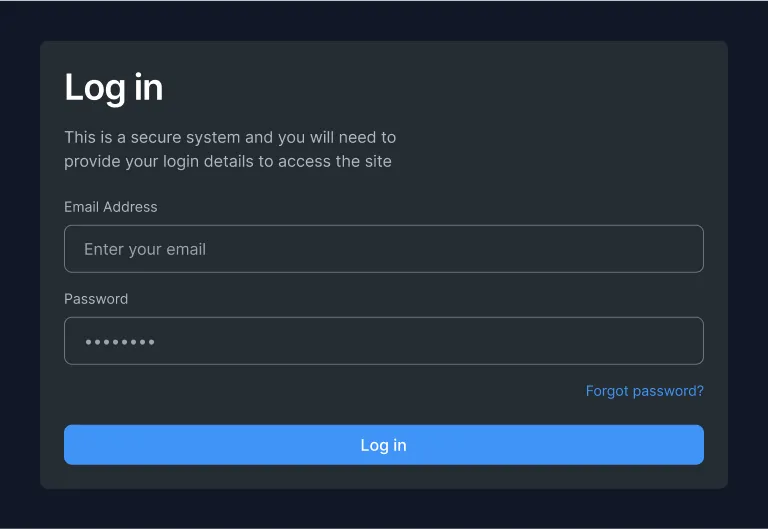 Log in
This is a secure system and you will need to
provide your login details to access the site
Email Address
Enter your email
Password
••••••••
Forgot password?
Log in